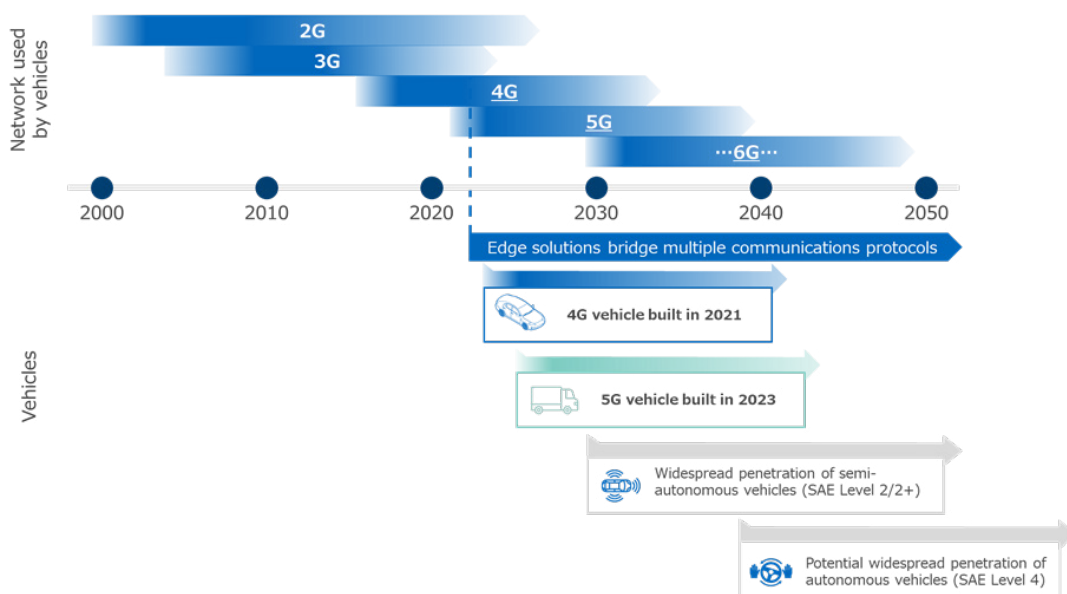 Network used
by vehicles
2G
3G
4G
5G
···6G···
2000
2010
2020
2030
2040
2050
Edge solutions bridge multiple communications protocols
Vehicles
4G vehicle built in 2021
5G vehicle built in 2023
Widespread penetration of semi-
autonomous vehicles (SAE Level 2/2+)
Potential widespread penetration of
autonomous vehicles (SAE Level 4)